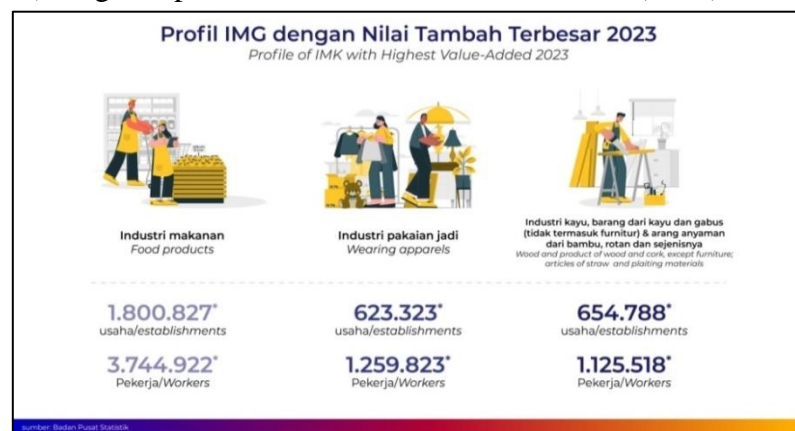 Profil IMG dengan Nilai Tambah Terbesar 2023
Profile of IMK with Highest Value-Added 2023
Industri makanan
Food products
Industri pakaian jadi
Wearing apparels
Industri kayu, barang dari kayu dan gabus
(tidak termasuk furnitur) & arang anyaman
dari bambu, rotan dan sejenisnya
Wood and product of wood and cork, except furniture;
articles of straw and plaiting materials
1.800.827*
usaha/establishments
3.744.922*
Pekerja/Workers
623.323*
usaha/establishments
1.259.823*
Pekerja/Workers
654.788*
usaha/establishments
1.125.518*
Pekerja/Workers
sumber: Badan Pusat Statistik